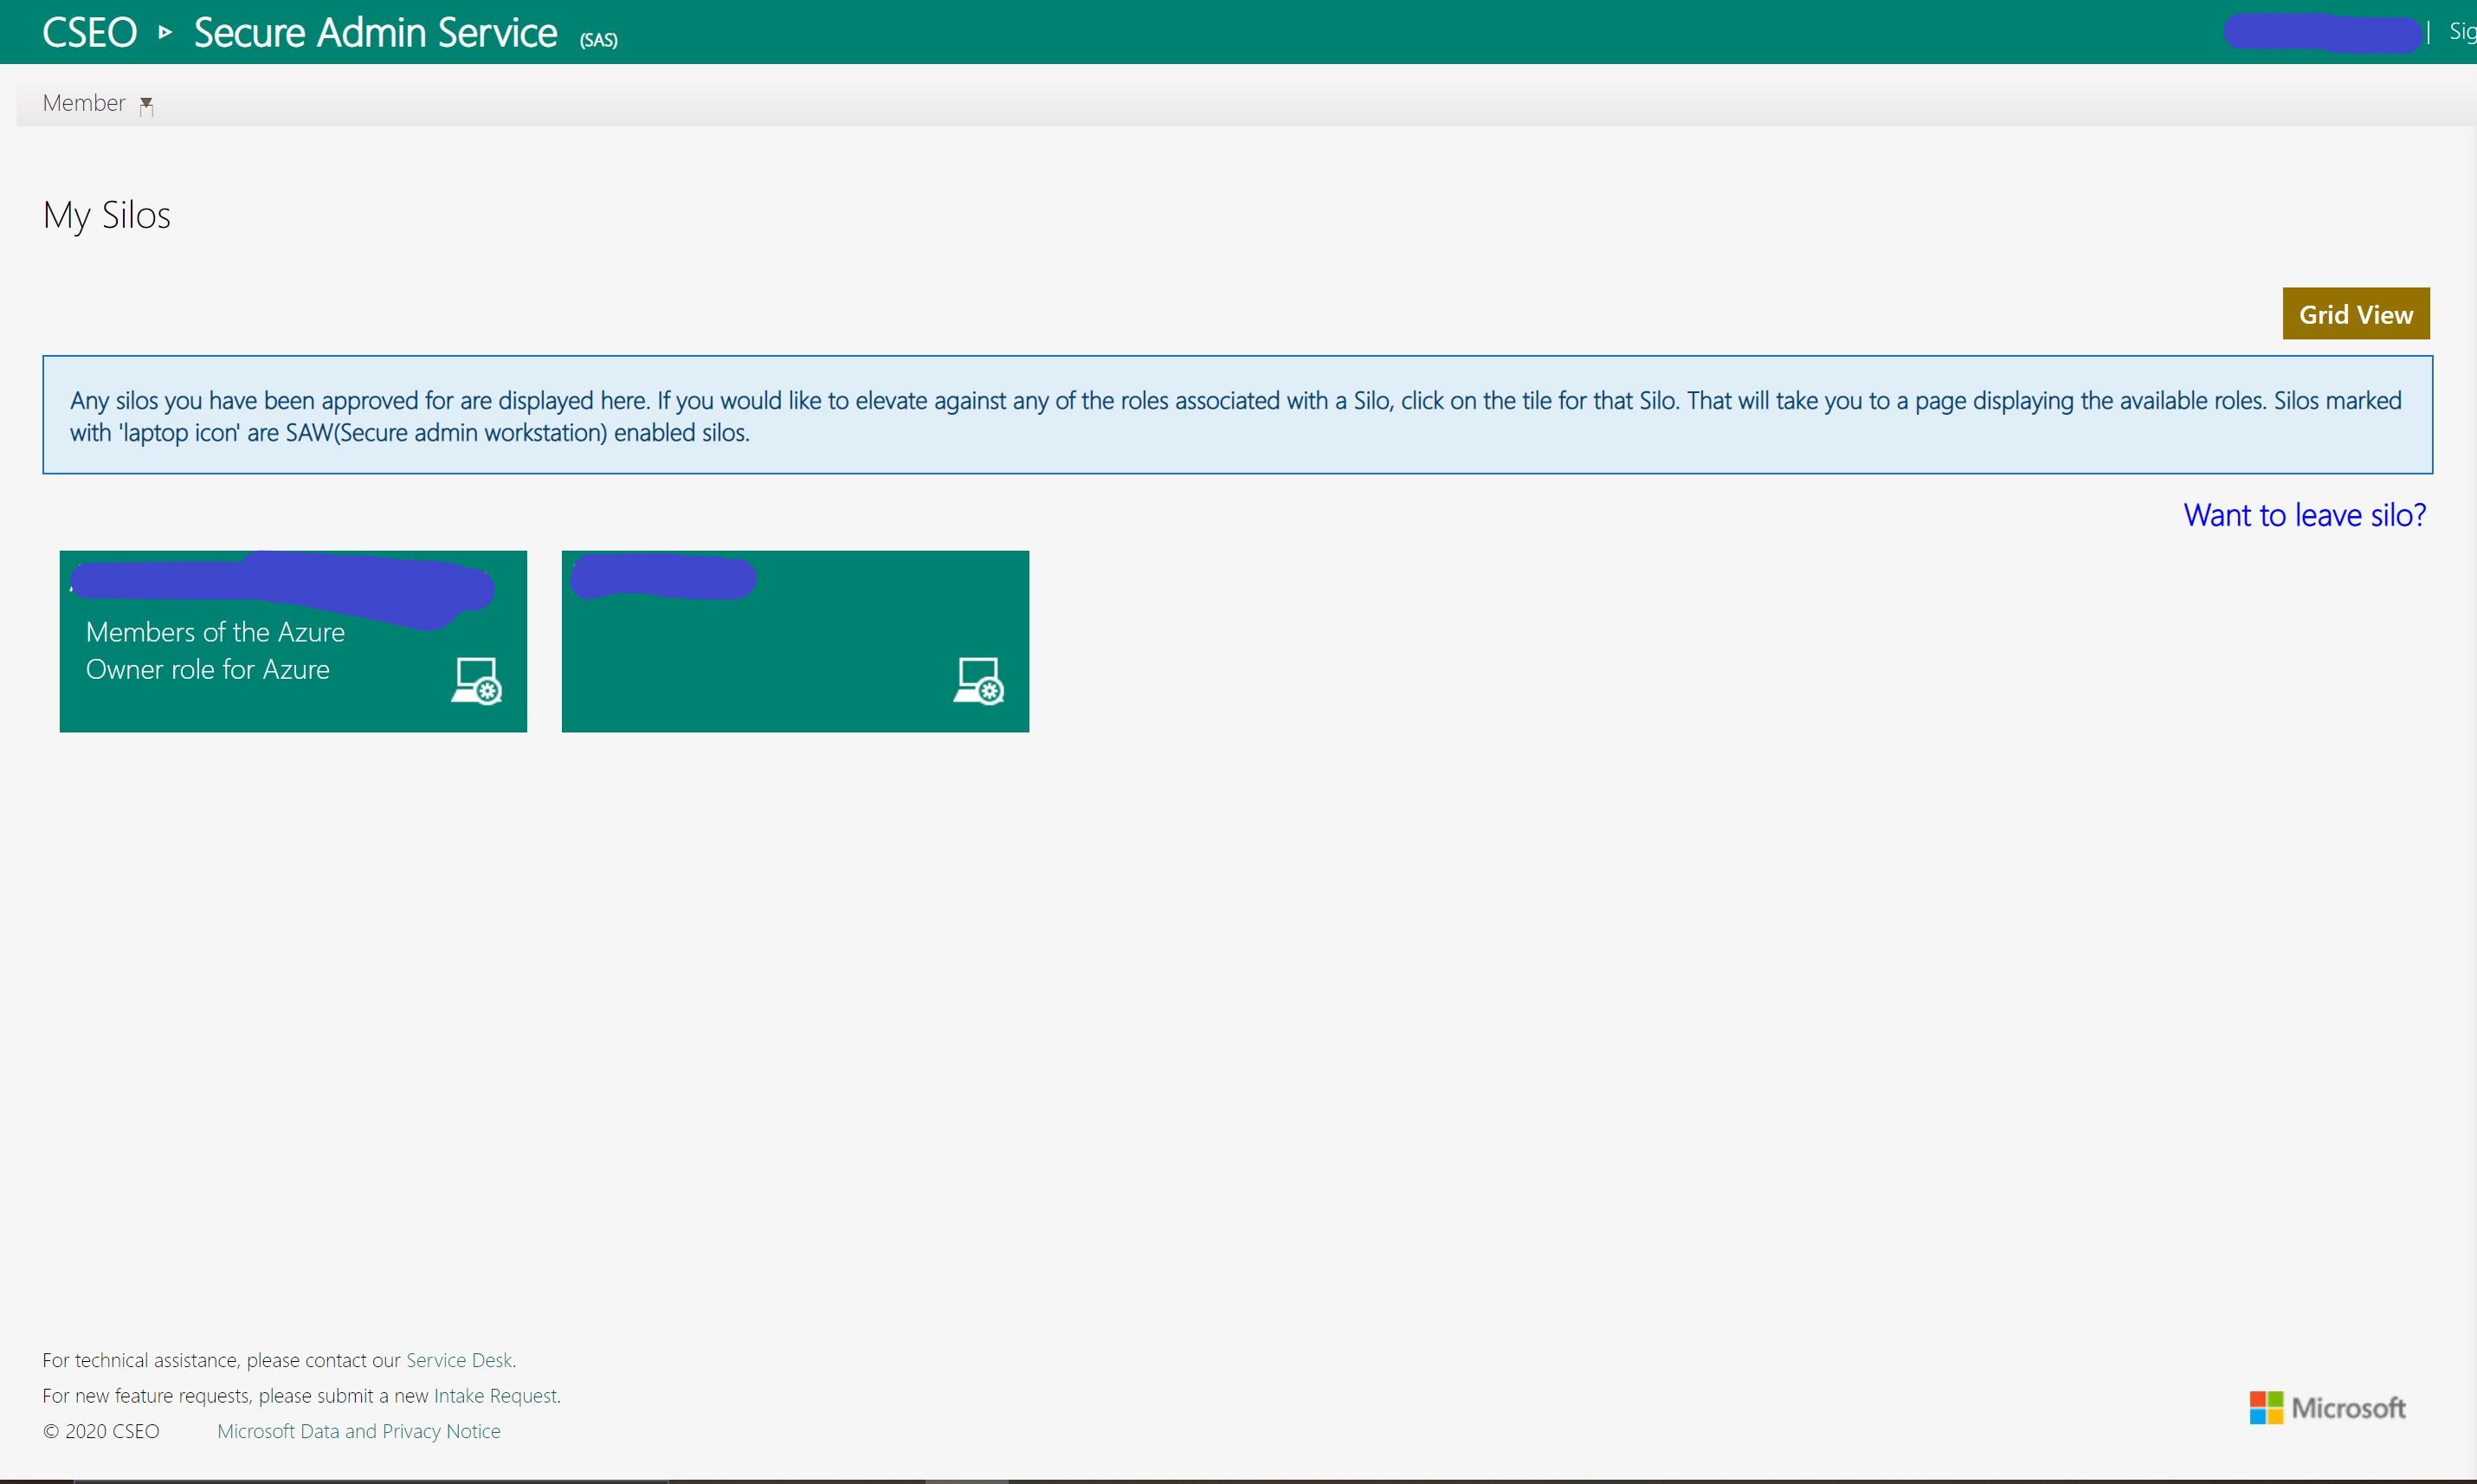 CSEO Secure Admin Service (SAS)
| Sig
Member
My Silos
Grid View
Any silos you have been approved for are displayed here. If you would like to elevate against any of the roles associated with a Silo, click on the tile for that Silo. That will take you to a page displaying the available roles. Silos marked
with 'laptop icon' are SAW(Secure admin workstation) enabled silos.
Want to leave silo?
Members of the Azure
Owner role for Azure
For technical assistance, please contact our Service Desk.
For new feature requests, please submit a new Intake Request.
© 2020 CSEO Microsoft Data and Privacy Notice
Microsoft